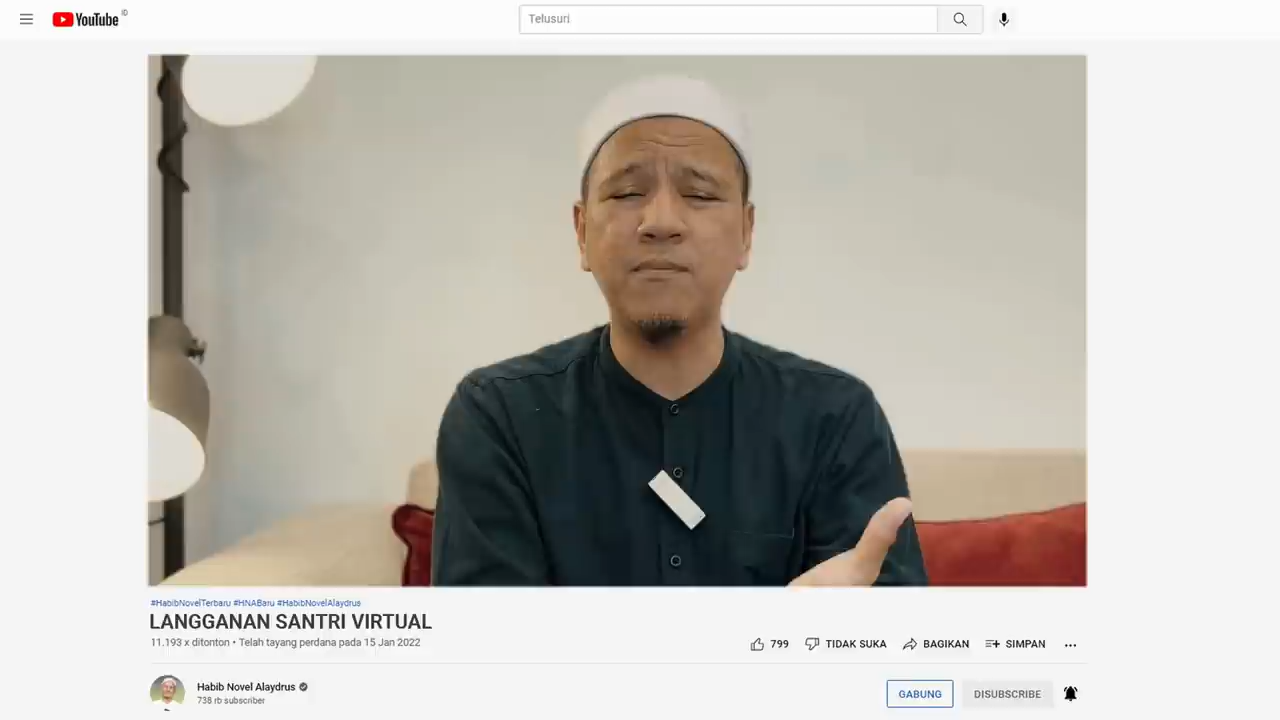 YouTube ID
Telusuri
#HabibNovelTerbaru #HNABaru #HabibNovelAlaydrus
LANGGANAN SANTRI VIRTUAL
11.193 x ditonton • Telah tayang perdana pada 15 Jan 2022
799 TIDAK SUKA BAGIKAN SIMPAN
Habib Novel Alaydrus
738 rb subscriber
GABUNG DISUBSCRIBE